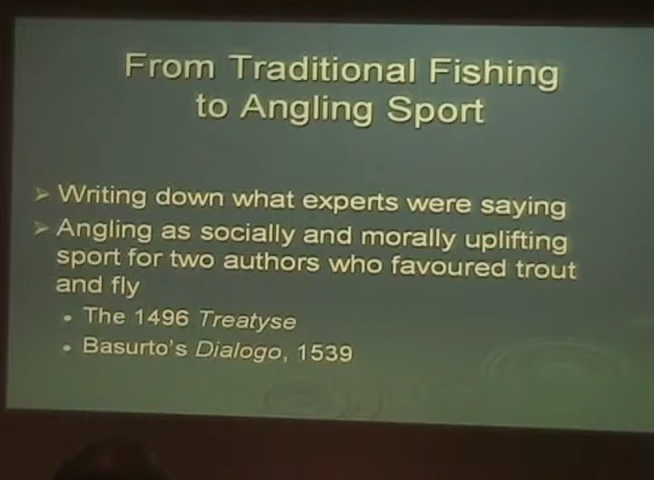 From Traditional Fishing
to Angling Sport
Writing down what experts were saying
Angling as socially and morally uplifting
sport for two authors who favoured trout
and fly
The 1496 Treatyse
Basurto's Dialogo, 1539